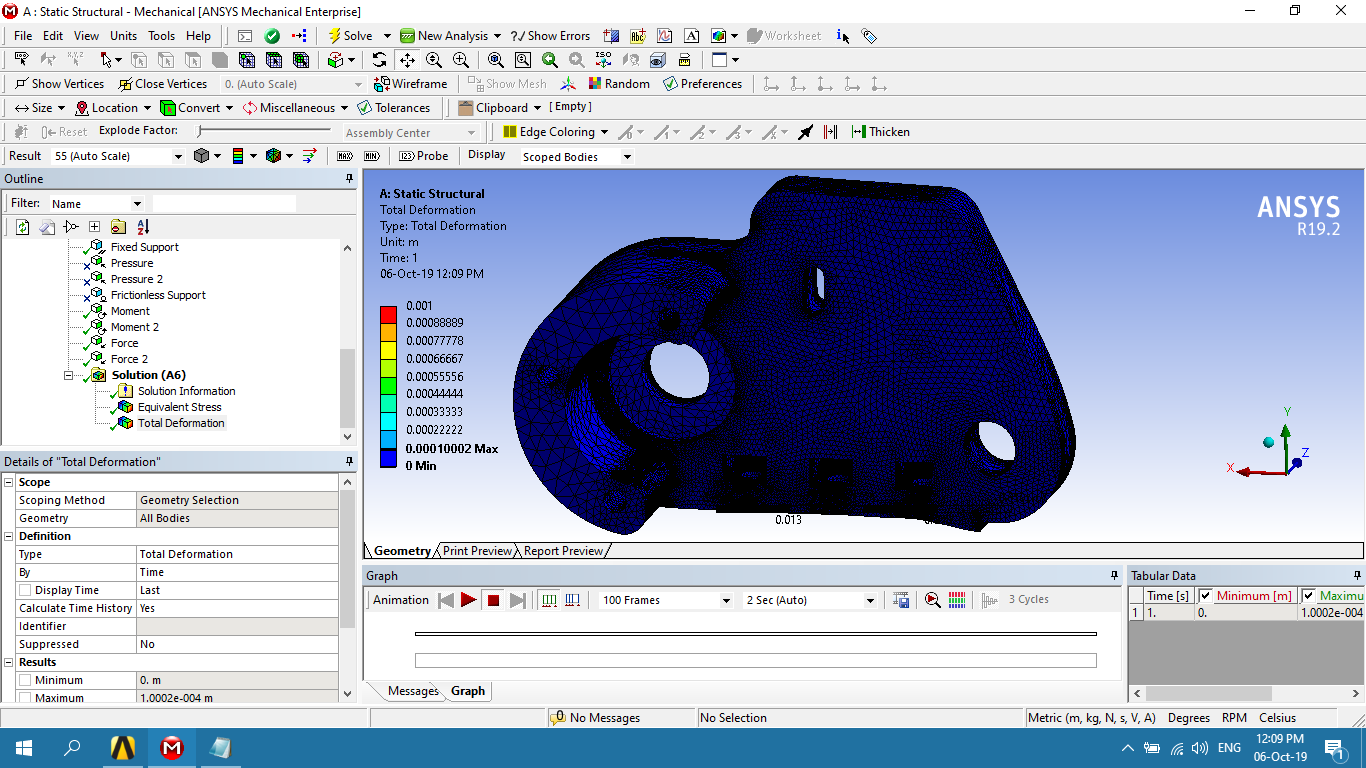 A : Static Structural - Mechanical [ANSYS Mechanical Enterprise]
File Edit View Units Tools Help Solve New Analysis ?/ Show Errors Worksheet
Show Vertices Close Vertices 0. (Auto Scale) Wireframe Show Mesh Random Preferences
Size Location Convert Miscellaneous Tolerances Clipboard [ Empty ]
Reset Explode Factor: Assembly Center Edge Coloring Thicken
Result 55 (Auto Scale) MAX MIN 123 Probe Display Scoped Bodies
Outline
Filter: Name
Fixed Support
Pressure
Pressure 2
Frictionless Support
Moment
Moment 2
Force
Force 2
Solution (A6)
Solution Information
Equivalent Stress
Total Deformation
A: Static Structural
Total Deformation
Type: Total Deformation
Unit: m
Time: 1
06-Oct-19 12:09 PM
0.001
0.00088889
0.00077778
0.00066667
0.00055556
0.00044444
0.00033333
0.00022222
0.00010002 Max
0 Min
ANSYS
R19.2
0.013
Y
X
Z
Details of "Total Deformation"
Scope
Scoping Method Geometry Selection
Geometry All Bodies
Definition
Type Total Deformation
By Time
Display Time Last
Calculate Time History Yes
Identifier
Suppressed No
Results
Minimum 0. m
Maximum 1.0002e-004 m
Geometry Print Preview Report Preview
Graph
Animation 100 Frames 2 Sec (Auto) 3 Cycles
Messages Graph
Tabular Data
Time [s] Minimum [m] Maximu
1 1. 0. 1.0002e-004
0 No Messages No Selection Metric (m, kg, N, s, V, A) Degrees RPM Celsius
ENG 12:09 PM
06-Oct-19 1